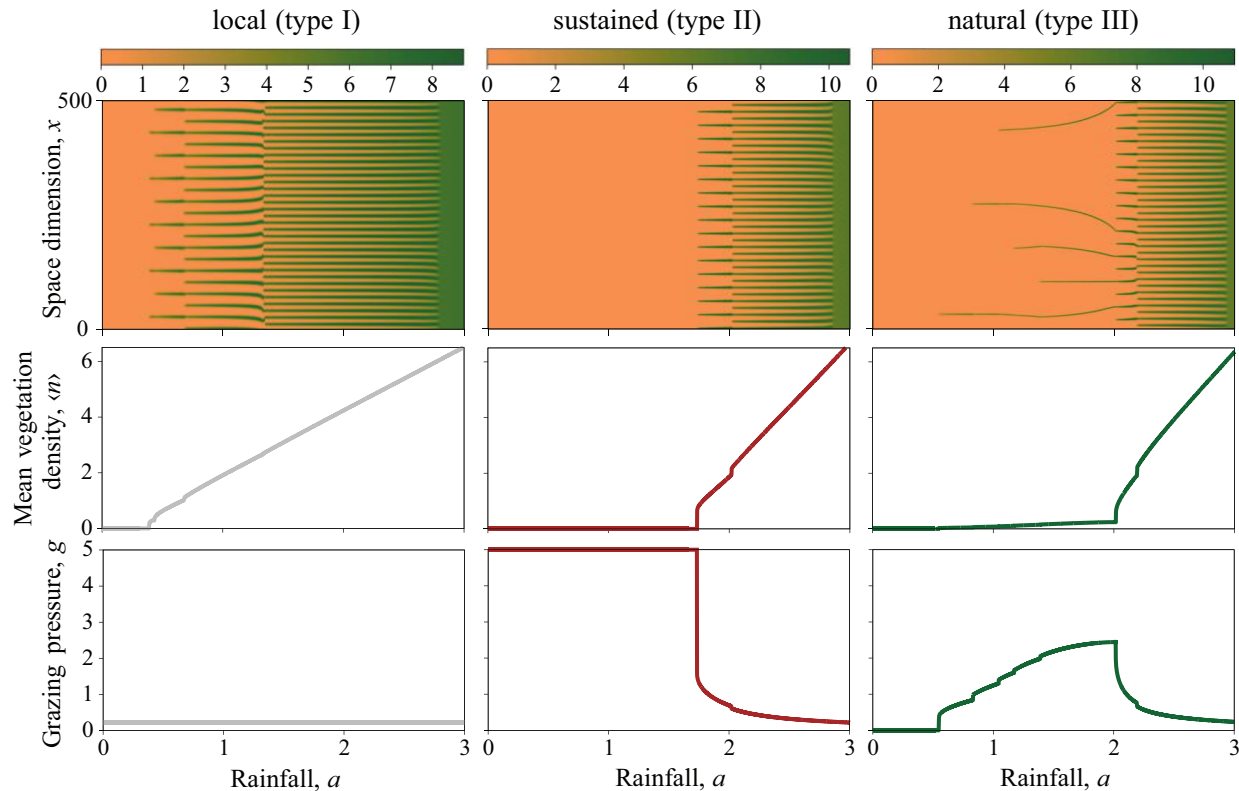 local (type I)
sustained (type II)
natural (type III)
0 1 2 3 4 5 6 7 8
0 2 4 6 8 10
0 2 4 6 8 10
500
Space dimension, x
0
6
4
2
0
Mean vegetation
density, ⟨n⟩
5
4
3
2
1
0
Grazing pressure, g
0 1 2 3
0 1 2 3
0 1 2 3
Rainfall, a
Rainfall, a
Rainfall, a